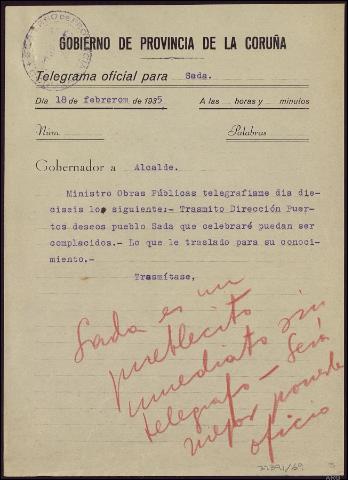 GOBIERNO DE PROVINCIA DE LA CORUÑA
Telegrama oficial para Sada.
Día 18 de febrerom de 1935 A las horas y minutos
Núm. Palabras
Gobernador a Alcalde.
Ministro Obras Públicas telegrafíame día die-
ciseis lo siguiente:- Trasmito Dirección Puer-
tos deseos pueblo Sada que celebraré puedan ser
complacidos.- Lo que le traslado para su conoci-
miento.-
Trasmítase,
Sada es un
pueblecito
inmediato sin
telegrafo - Será
mejor ponerle
oficio